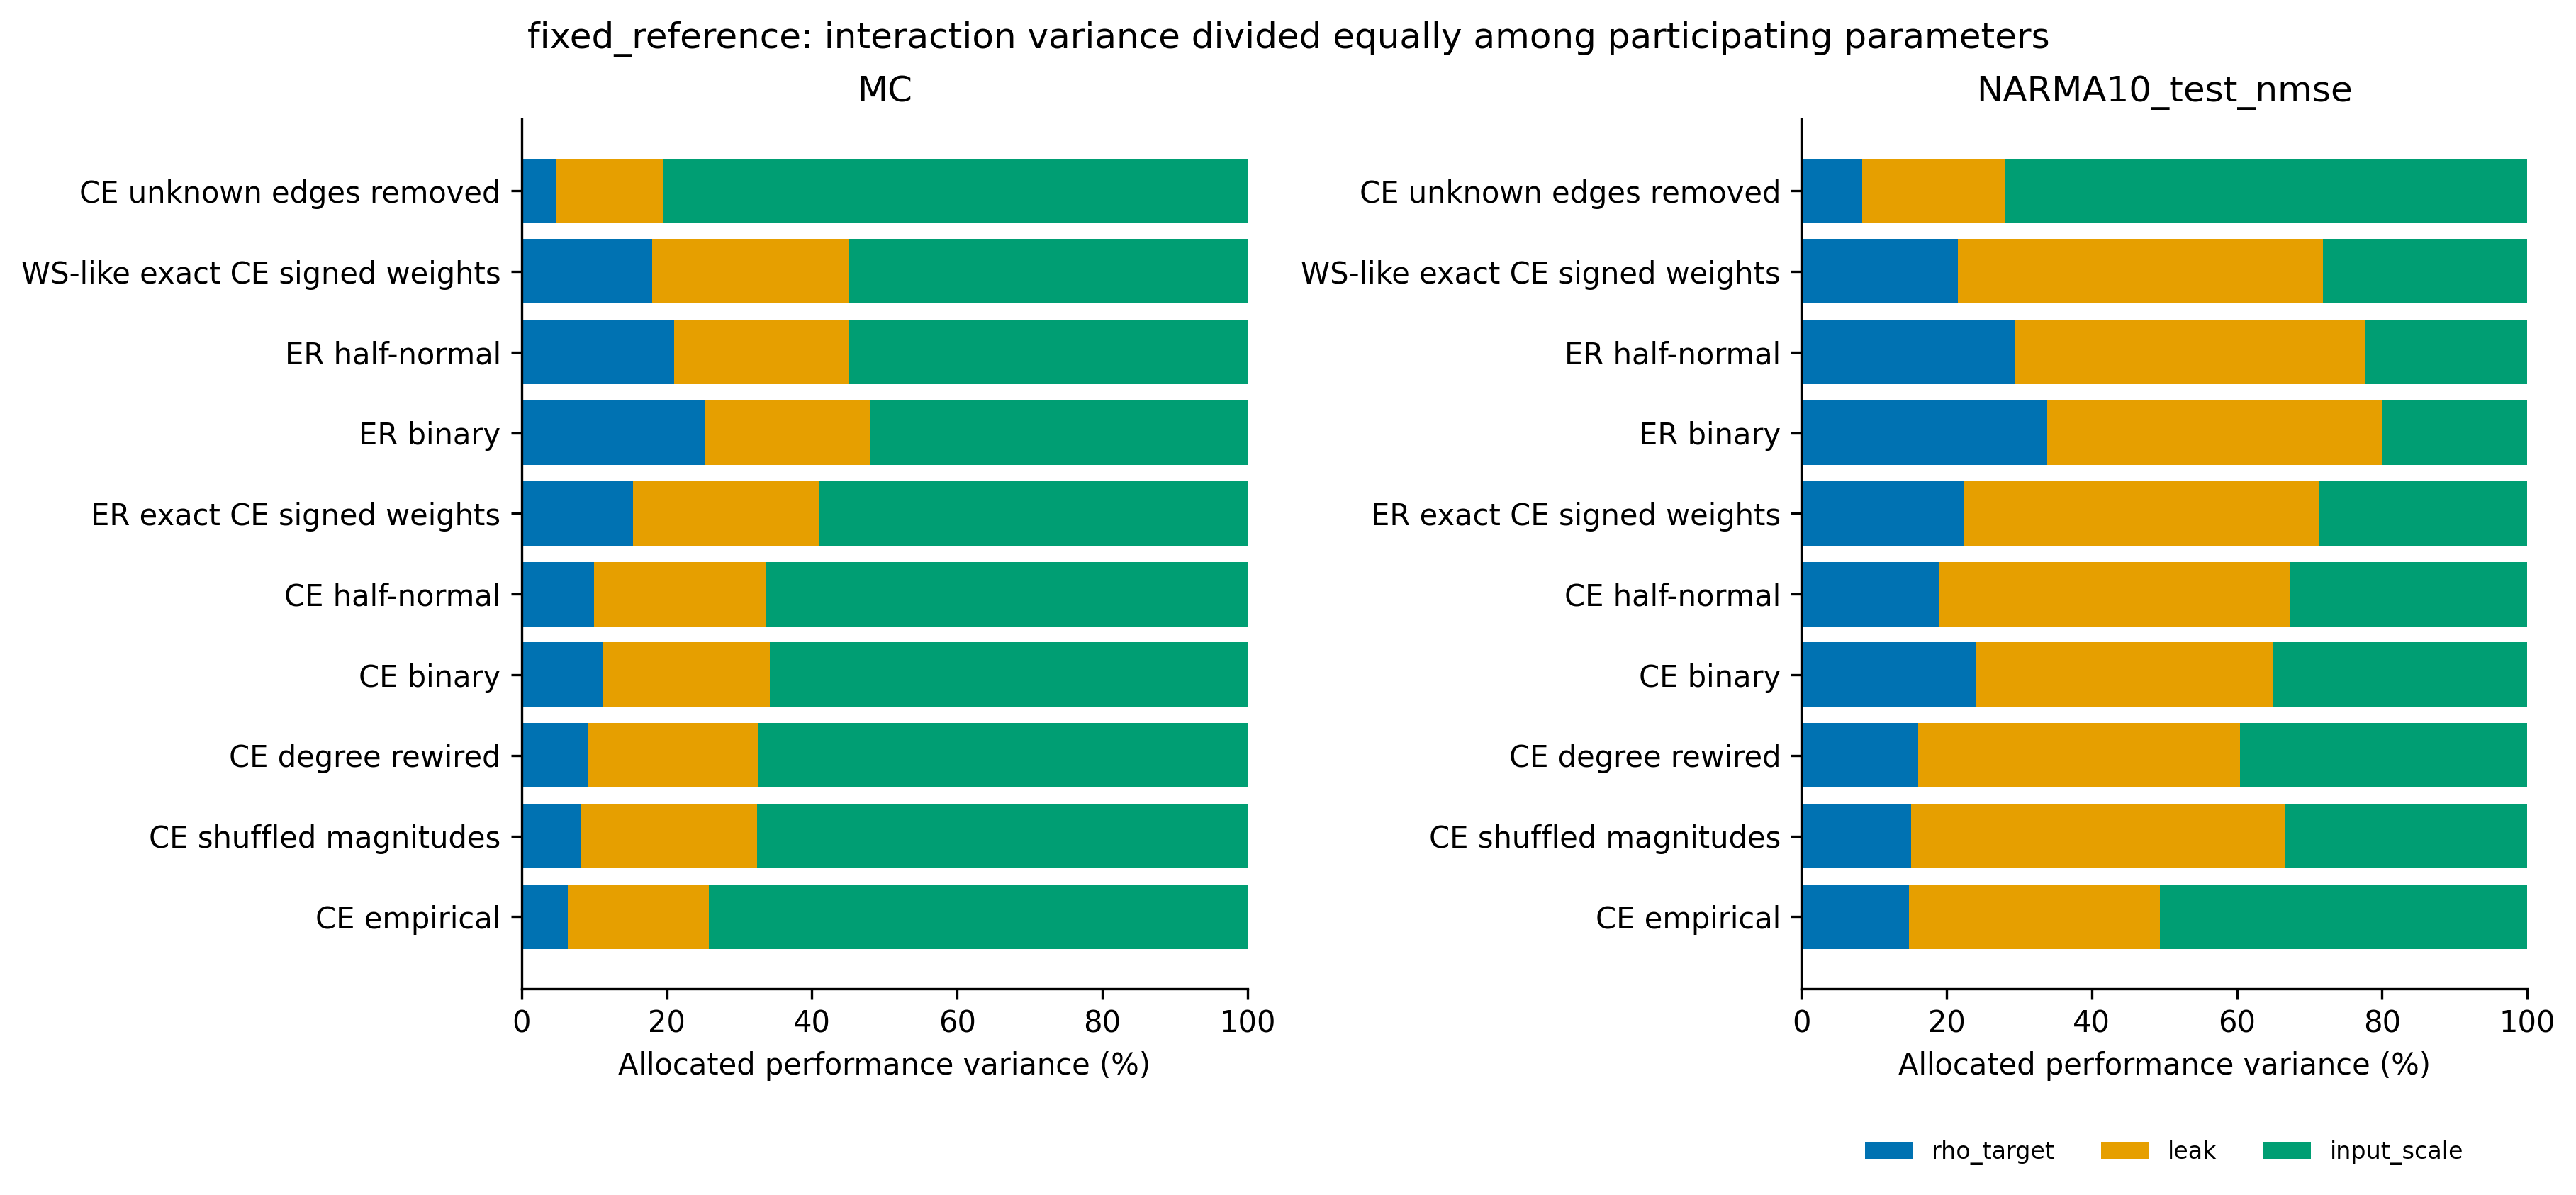 fixed_reference: interaction variance divided equally among participating parameters
MC
CE unknown edges removed
WS-like exact CE signed weights
ER half-normal
ER binary
ER exact CE signed weights
CE half-normal
CE binary
CE degree rewired
CE shuffled magnitudes
CE empirical
0 20 40 60 80 100
Allocated performance variance (%)
NARMA10_test_nmse
CE unknown edges removed
WS-like exact CE signed weights
ER half-normal
ER binary
ER exact CE signed weights
CE half-normal
CE binary
CE degree rewired
CE shuffled magnitudes
CE empirical
0 20 40 60 80 100
Allocated performance variance (%)
rho_target leak input_scale